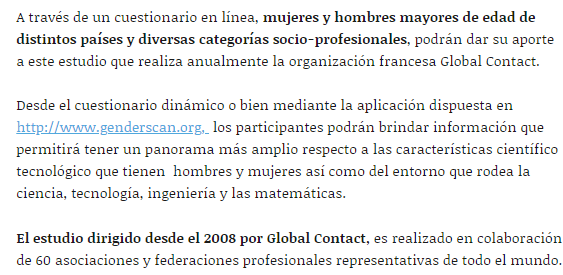 A través de un cuestionario en línea, mujeres y hombres mayores de edad de
distintos países y diversas categorías socio-profesionales, podrán dar su aporte
a este estudio que realiza anualmente la organización francesa Global Contact.
Desde el cuestionario dinámico o bien mediante la aplicación dispuesta en
http://www.genderscan.org, los participantes podrán brindar información que
permitirá tener un panorama más amplio respecto a las características científico
tecnológico que tienen hombres y mujeres así como del entorno que rodea la
ciencia, tecnología, ingeniería y las matemáticas.
El estudio dirigido desde el 2008 por Global Contact, es realizado en colaboración
de 60 asociaciones y federaciones profesionales representativas de todo el mundo.